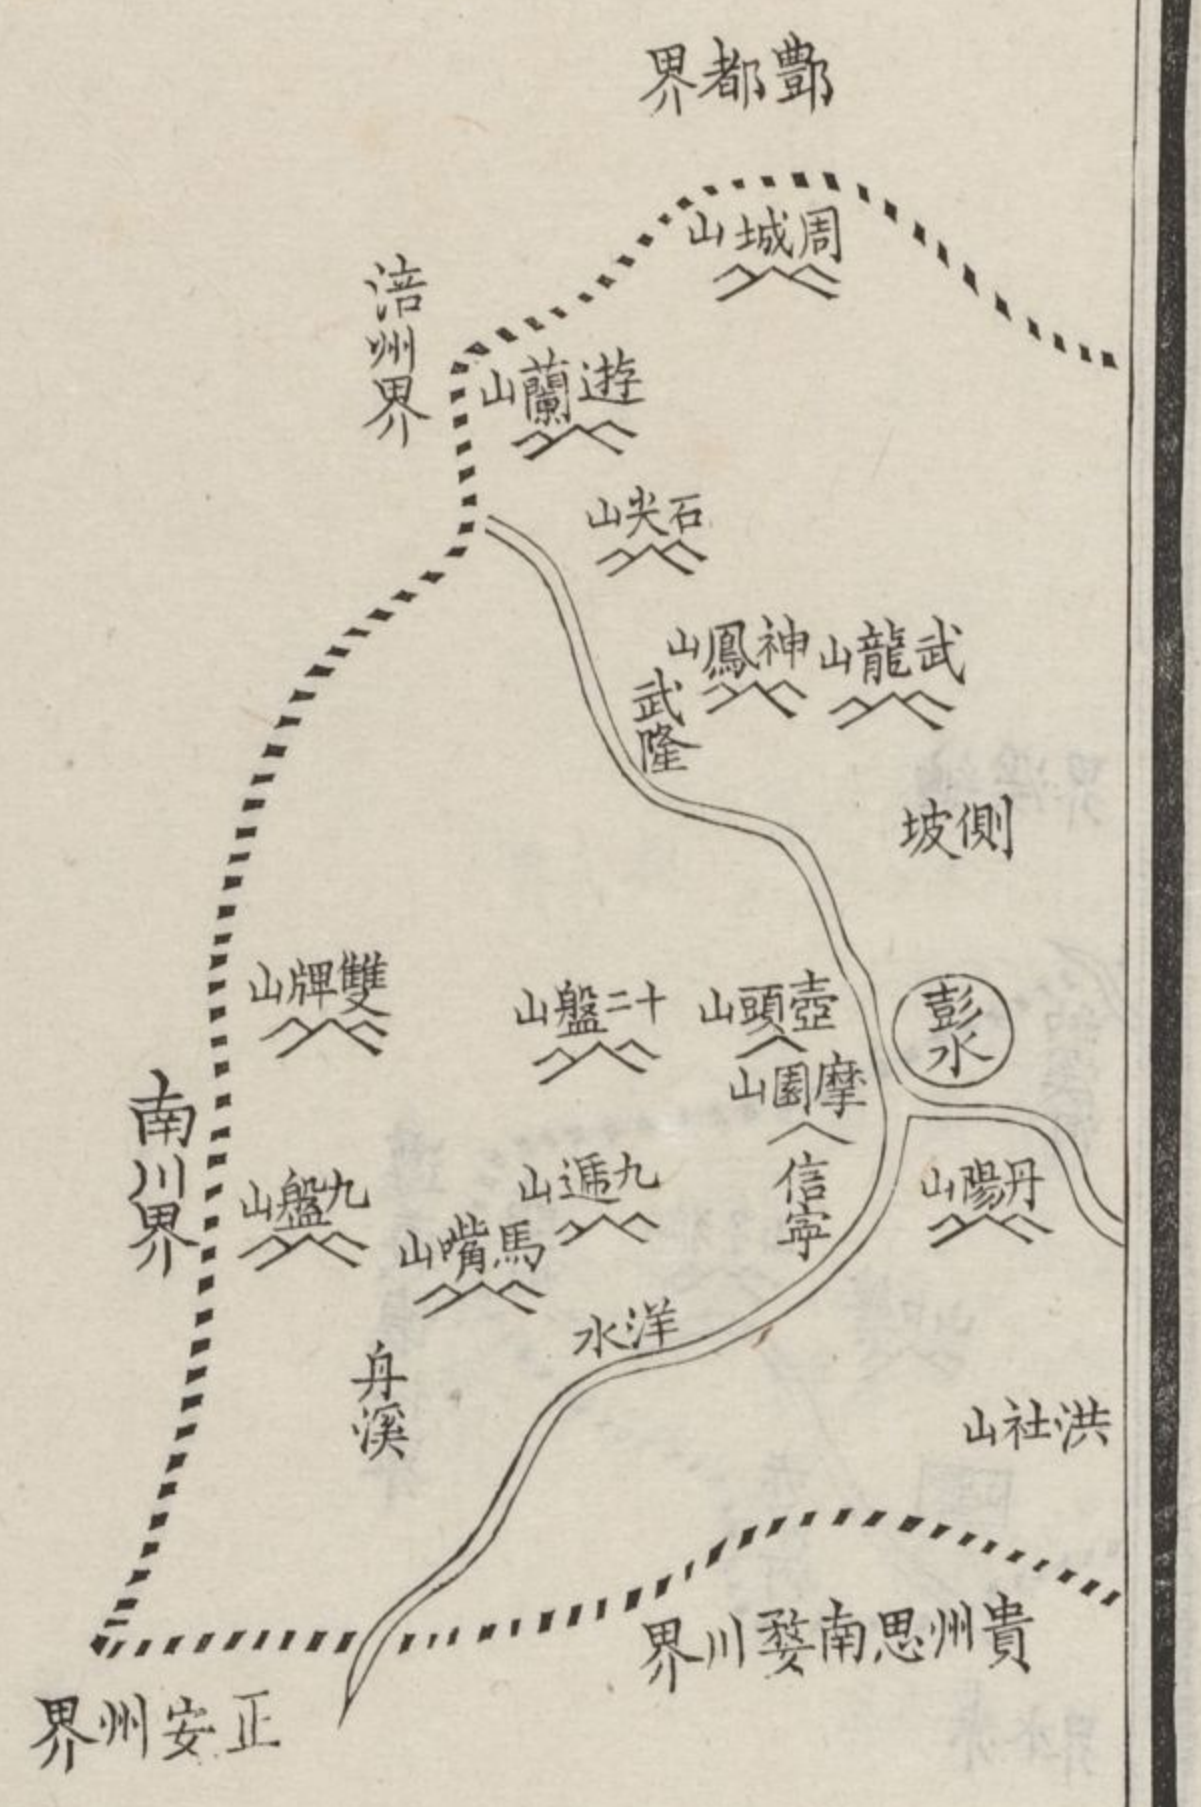 酆都界
周城山
涪州界
遊蘭山
石尖山
武龍山
神鳳山
武隆
側坡
雙牌山
十二盤山
壺頭山
彭水
摩圍山
南川界
九盤山
九遞山
信寕
丹陽山
馬嘴山
洋水
舟溪
洪社山
貴州思南婺川界
正安州界